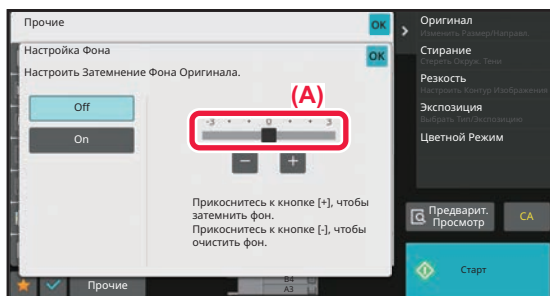 Прочие
OK
Настройка Фона
OK
Настроить Затемнение Фона Оригинала.
Off
On
(A)
-3 • • 0 • • 3
- +
Прикоснитесь к кнопке [+], чтобы
затемнить фон.
Прикоснитесь к кнопке [-], чтобы
очистить фон.
Прочие
B4
A3
Оригинал
Изменить Размер/Направл.
Стирание
Стереть Окруж. Тени
Резкость
Настроить Контур Изображения
Экспозиция
Выбрать Тип/Экспозицию
Цветной Режим
Предварит.
Просмотр
CA
Старт